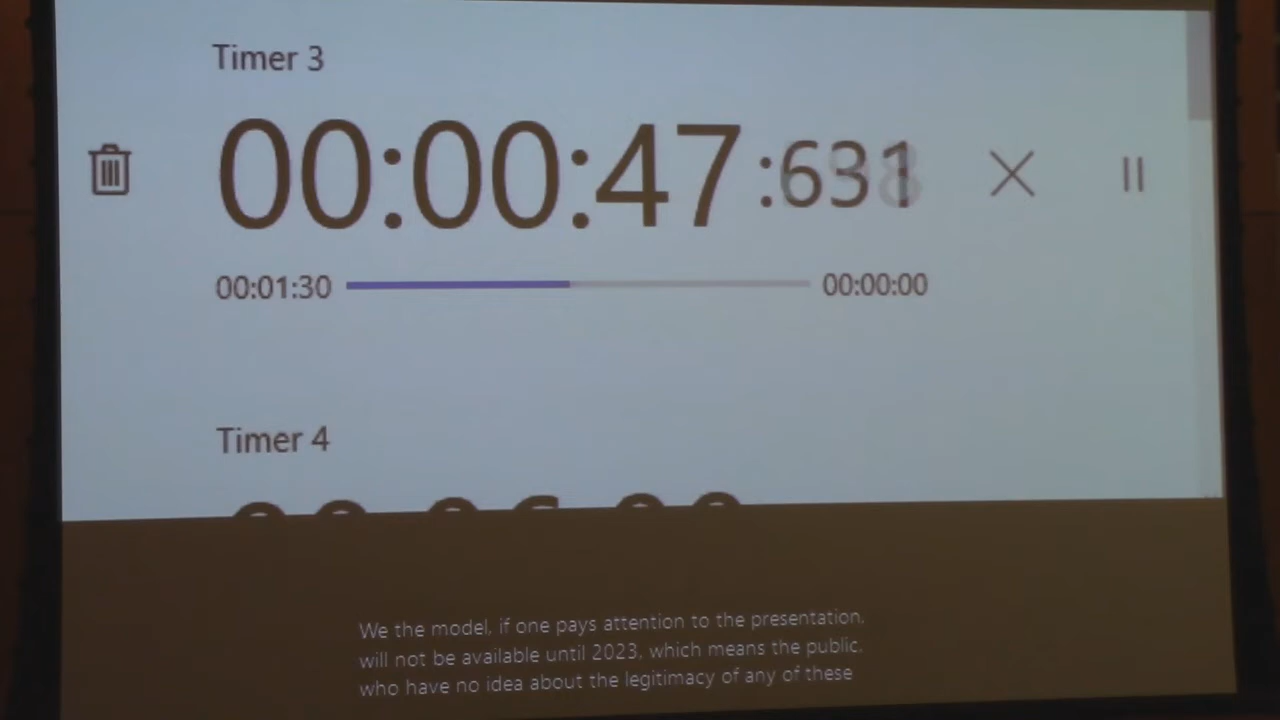 Timer 3
00:00:47:631
00:01:30 00:00:00
Timer 4
We the model, if one pays attention to the presentation,
will not be available until 2023, which means the public,
who have no idea about the legitimacy of any of these